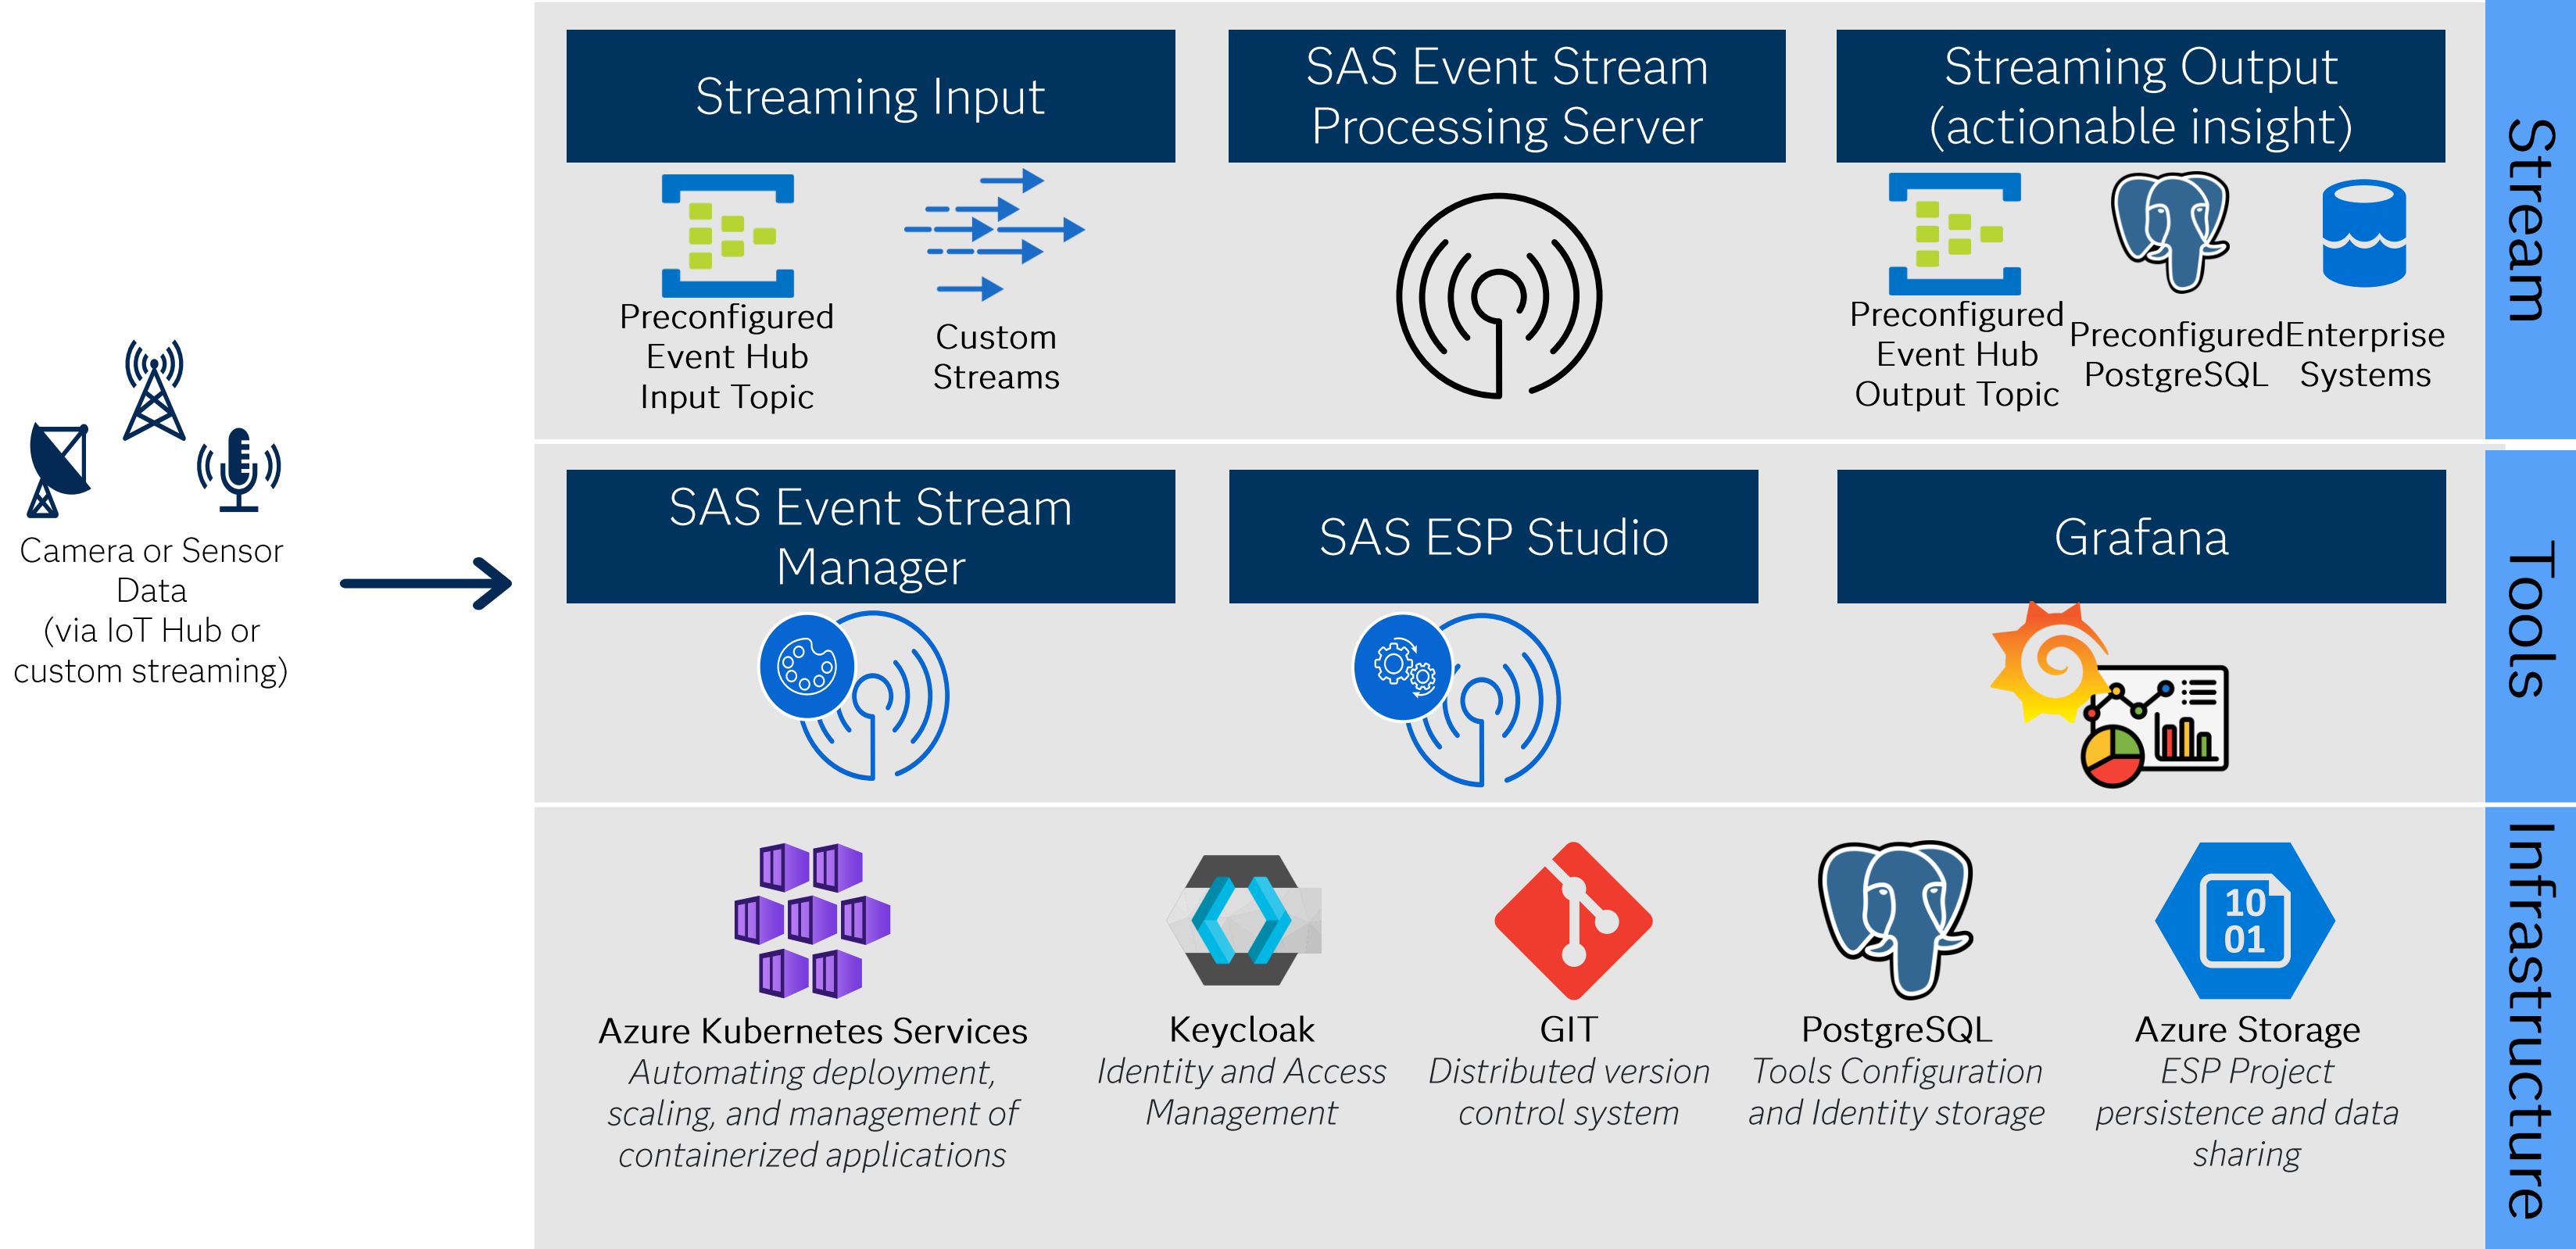 Camera or Sensor
Data
(via IoT Hub or
custom streaming)
Streaming Input
Preconfigured
Event Hub
Input Topic
Custom
Streams
SAS Event Stream
Processing Server
Streaming Output
(actionable insight)
Preconfigured
Event Hub
Output Topic
Preconfigured
PostgreSQL
Enterprise
Systems
Stream
SAS Event Stream
Manager
SAS ESP Studio
Grafana
Tools
Azure Kubernetes Services
Automating deployment,
scaling, and management of
containerized applications
Keycloak
Identity and Access
Management
GIT
Distributed version
control system
PostgreSQL
Tools Configuration
and Identity storage
10
01
Azure Storage
ESP Project
persistence and data
sharing
Infrastructure